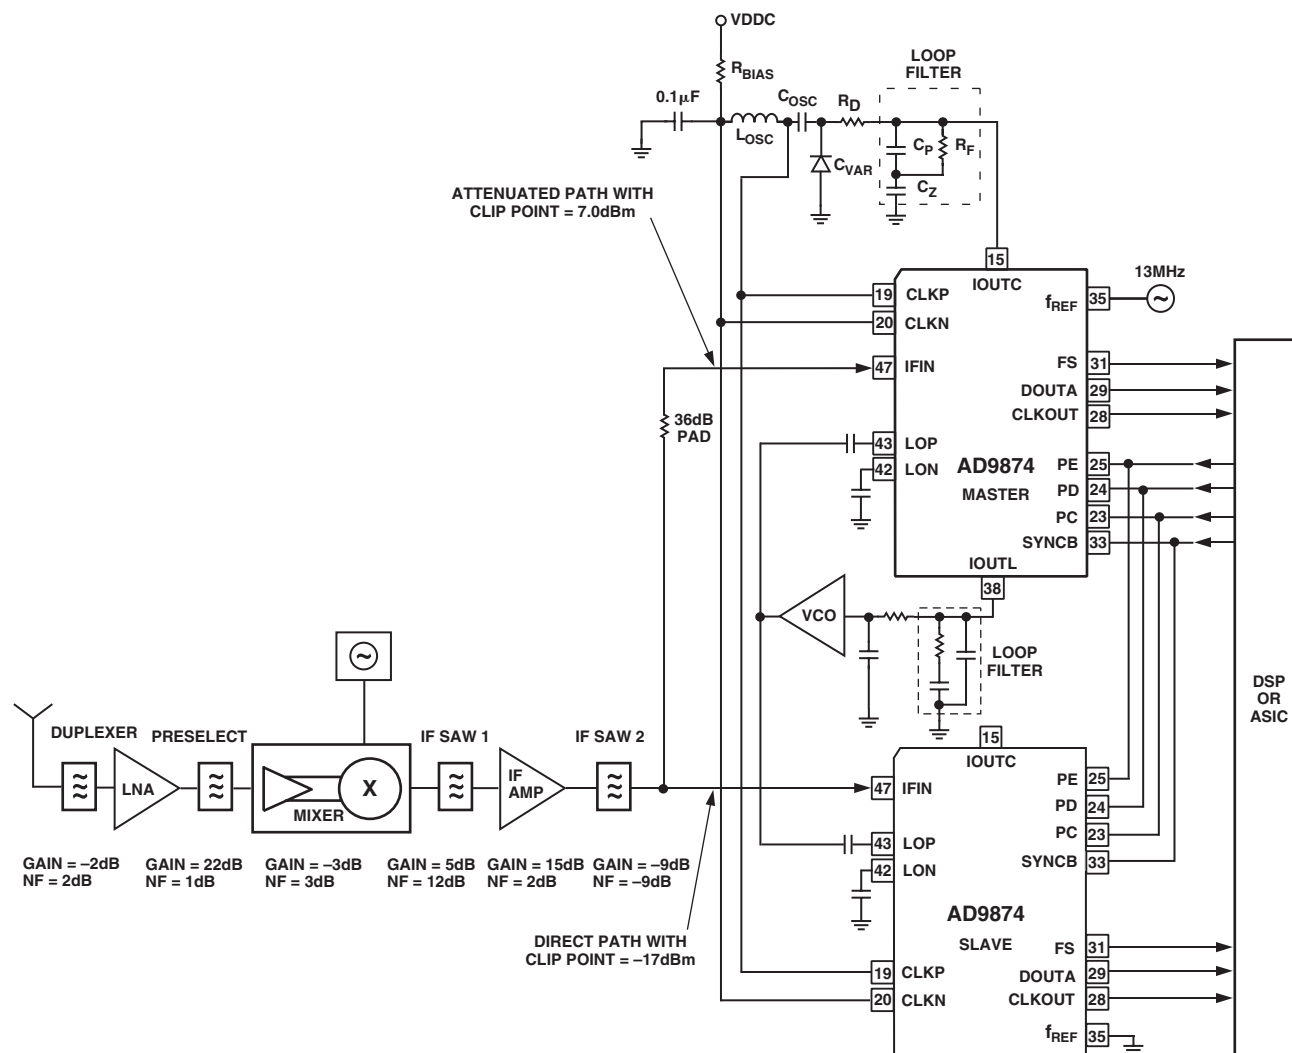 VDDC
RBIAS
0.1µF
LOSC
COSC
RD
LOOP
FILTER
CP
RF
CVAR
CZ
ATTENUATED PATH WITH
CLIP POINT = 7.0dBm
15
IOUTC
13MHz
19 CLKP
fREF 35
20 CLKN
47 IFIN
FS 31
DOUTA 29
CLKOUT 28
36dB
PAD
43 LOP
42 LON
AD9874
MASTER
PE 25
PD 24
PC 23
SYNCB 33
IOUTL
38
VCO
LOOP
FILTER
DSP
OR
ASIC
DUPLEXER
PRESELECT
IF SAW 1
IF SAW 2
LNA
MIXER
X
IF
AMP
GAIN = –2dB
NF = 2dB
GAIN = 22dB
NF = 1dB
GAIN = –3dB
NF = 3dB
GAIN = 5dB
NF = 12dB
GAIN = 15dB
NF = 2dB
GAIN = –9dB
NF = –9dB
DIRECT PATH WITH
CLIP POINT = –17dBm
15
IOUTC
47 IFIN
PE 25
PD 24
PC 23
SYNCB 33
43 LOP
42 LON
AD9874
SLAVE
FS 31
19 CLKP
DOUTA 29
20 CLKN
CLKOUT 28
fREF 35